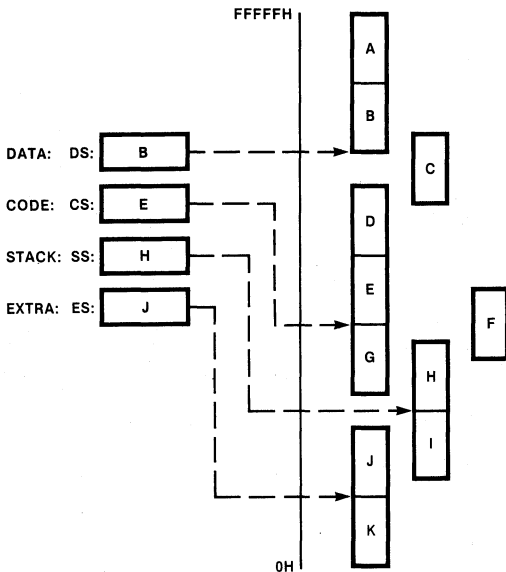 FFFFFH
A
B
DATA: DS: B
C
CODE: CS: E
D
STACK: SS: H
E
EXTRA: ES: J
F
G
H
I
J
K
0H